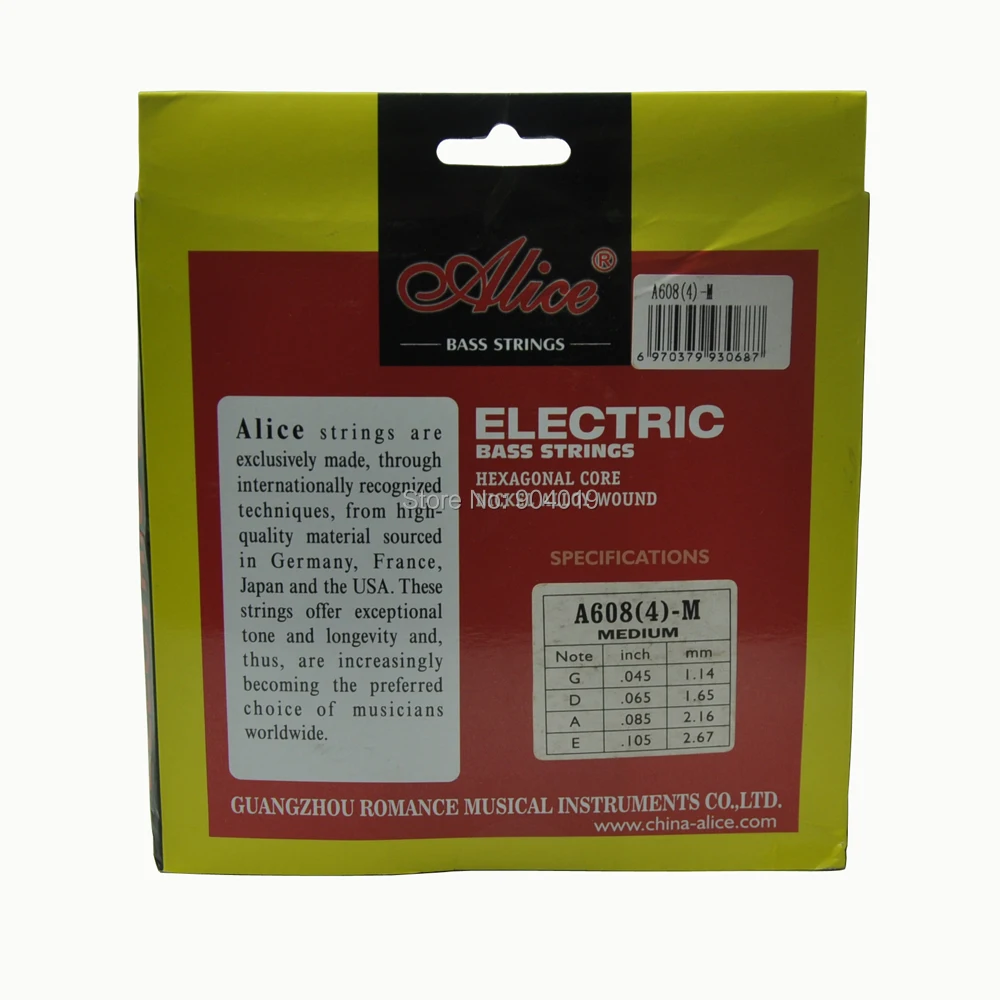 Alice®
BASS STRINGS
A608(4)-M
6 970379 930687
Alice strings are
exclusively made, through
internationally recognized
techniques, from high-
quality material sourced
in Germany, France,
Japan and the USA. These
strings offer exceptional
tone and longevity and,
thus, are increasingly
becoming the preferred
choice of musicians
worldwide.
ELECTRIC
BASS STRINGS
HEXAGONAL CORE
NICKEL ALLOY WOUND
Store No: 904019
SPECIFICATIONS
A608(4)-M
MEDIUM
Note inch mm
G .045 1.14
D .065 1.65
A .085 2.16
E .105 2.67
GUANGZHOU ROMANCE MUSICAL INSTRUMENTS CO.,LTD.
www.china-alice.com